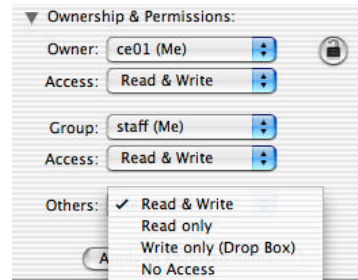 Ownership & Permissions:
Owner: ce01 (Me)
Access: Read & Write
Group: staff (Me)
Access: Read & Write
Others: ✓ Read & Write
Read only
Write only (Drop Box)
A
No Access